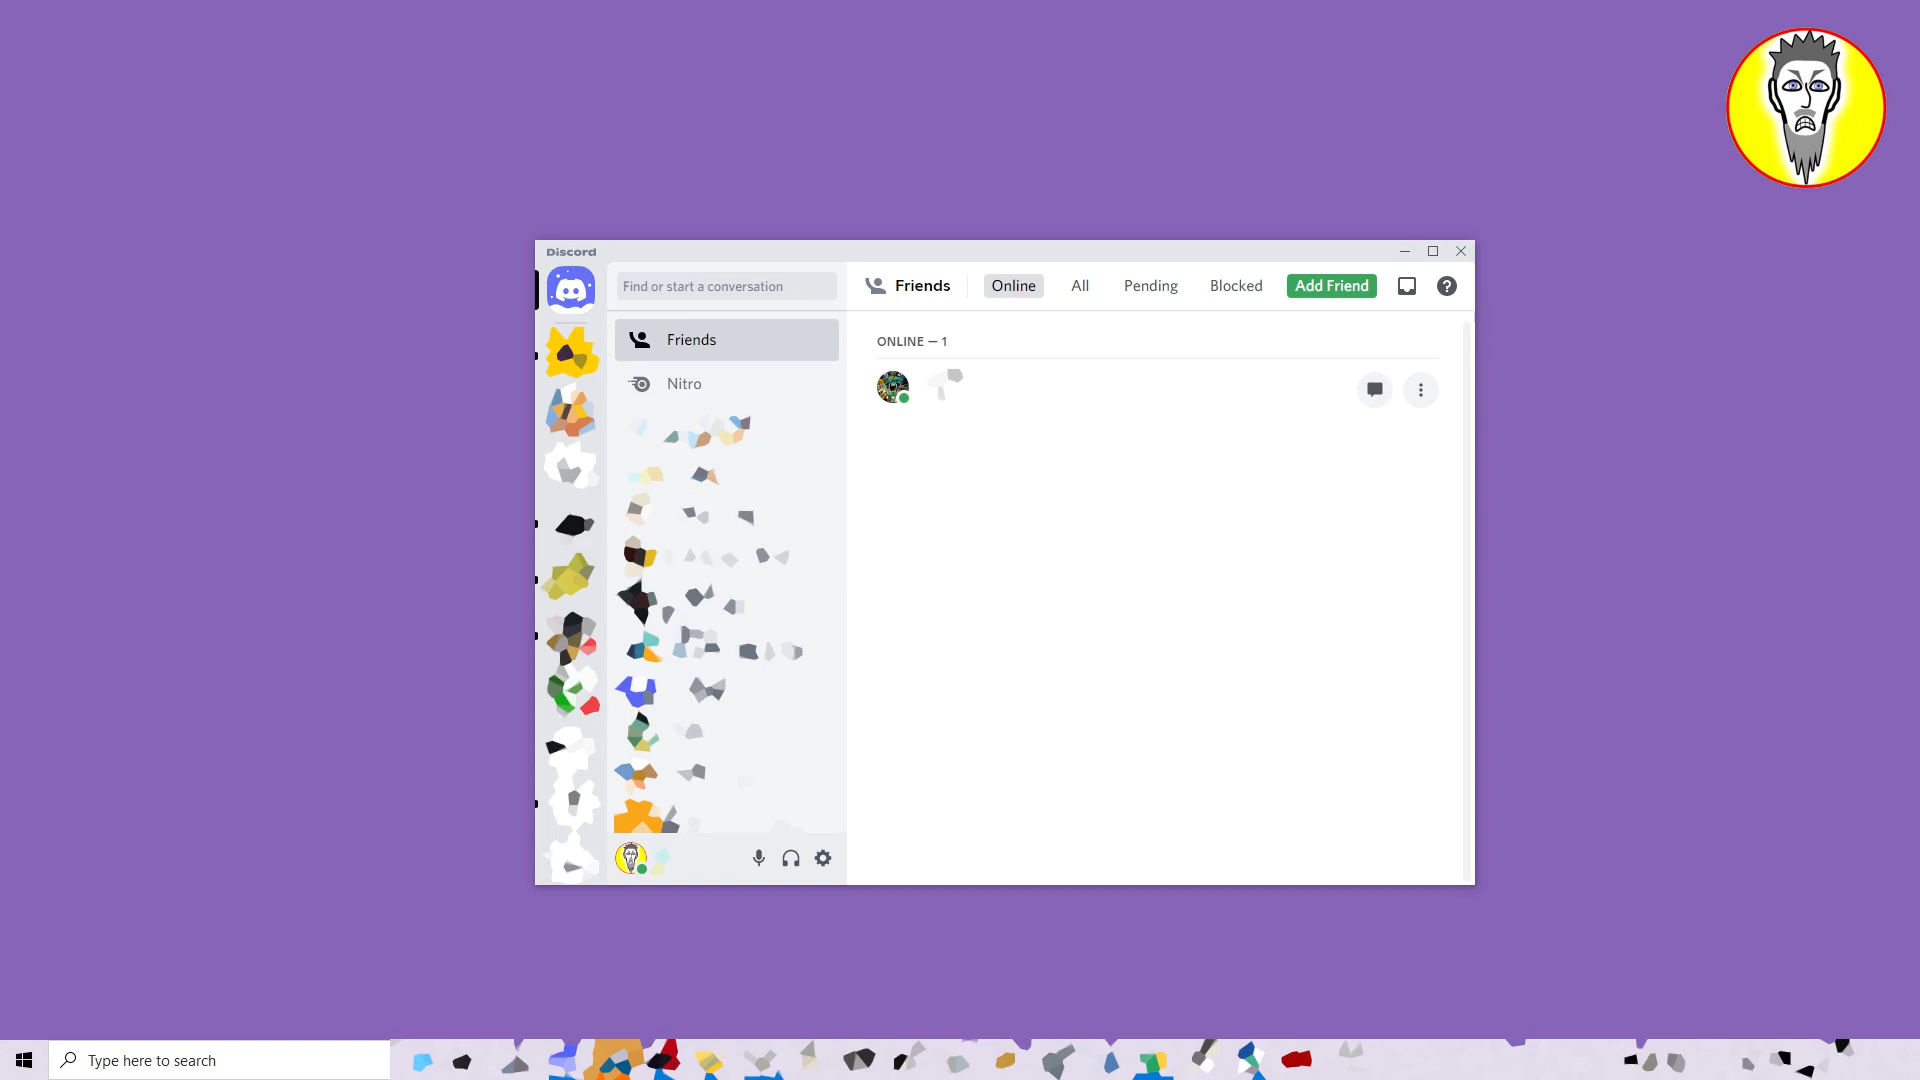 Discord
Find or start a conversation
Friends
Online
All
Pending
Blocked
Add Friend
Friends
Nitro
ONLINE — 1
Type here to search